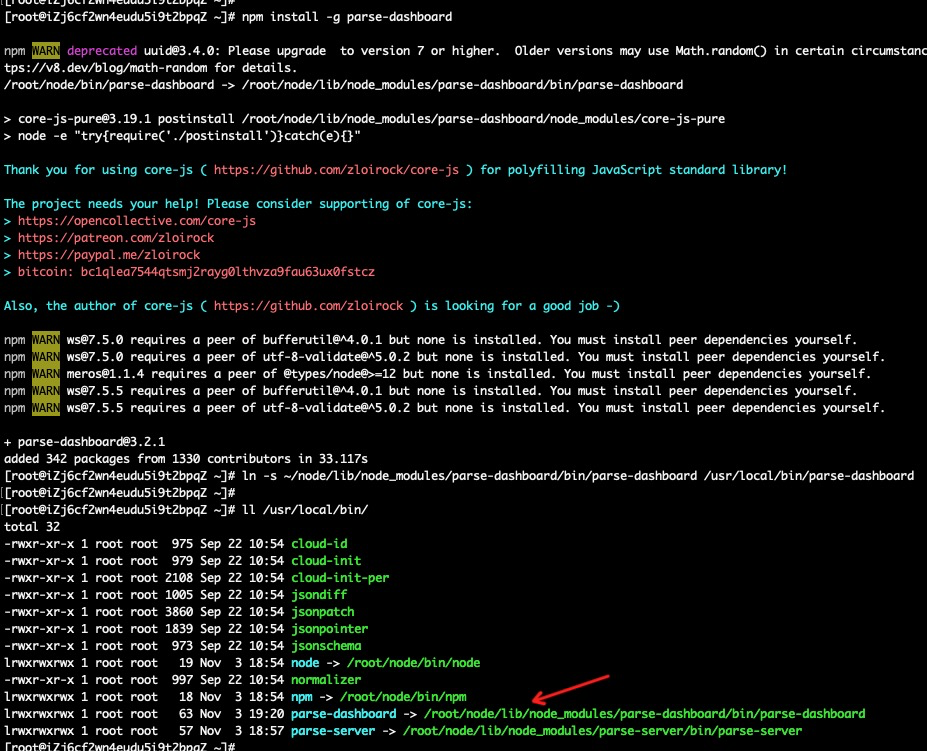 [root@iZj6cf2wn4eudu5i9t2bpqZ ~]#
[root@iZj6cf2wn4eudu5i9t2bpqZ ~]# npm install -g parse-dashboard
npm WARN deprecated uuid@3.4.0: Please upgrade  to version 7 or higher.  Older versions may use Math.random() in certain circumstanc
tps://v8.dev/blog/math-random for details.
/root/node/bin/parse-dashboard -> /root/node/lib/node_modules/parse-dashboard/bin/parse-dashboard
> core-js-pure@3.19.1 postinstall /root/node/lib/node_modules/parse-dashboard/node_modules/core-js-pure
> node -e "try{require('./postinstall')}catch(e){}"
Thank you for using core-js ( https://github.com/zloirock/core-js ) for polyfilling JavaScript standard library!
The project needs your help! Please consider supporting of core-js:
> https://opencollective.com/core-js
> https://patreon.com/zloirock
> https://paypal.me/zloirock
> bitcoin: bc1qlea7544qtsmj2rayg0lthvza9fau63ux0fstcz
Also, the author of core-js ( https://github.com/zloirock ) is looking for a good job -)
npm WARN ws@7.5.0 requires a peer of bufferutil@^4.0.1 but none is installed. You must install peer dependencies yourself.
npm WARN ws@7.5.0 requires a peer of utf-8-validate@^5.0.2 but none is installed. You must install peer dependencies yourself.
npm WARN meros@1.1.4 requires a peer of @types/node@>=12 but none is installed. You must install peer dependencies yourself.
npm WARN ws@7.5.5 requires a peer of bufferutil@^4.0.1 but none is installed. You must install peer dependencies yourself.
npm WARN ws@7.5.5 requires a peer of utf-8-validate@^5.0.2 but none is installed. You must install peer dependencies yourself.
+ parse-dashboard@3.2.1
added 342 packages from 1330 contributors in 33.117s
[root@iZj6cf2wn4eudu5i9t2bpqZ ~]# ln -s ~/node/lib/node_modules/parse-dashboard/bin/parse-dashboard /usr/local/bin/parse-dashboard
[[root@iZj6cf2wn4eudu5i9t2bpqZ ~]#
[[root@iZj6cf2wn4eudu5i9t2bpqZ ~]# ll /usr/local/bin/
total 32
-rwxr-xr-x 1 root root  975 Sep 22 10:54 cloud-id
-rwxr-xr-x 1 root root  979 Sep 22 10:54 cloud-init
-rwxr-xr-x 1 root root 2108 Sep 22 10:54 cloud-init-per
-rwxr-xr-x 1 root root 1005 Sep 22 10:54 jsondiff
-rwxr-xr-x 1 root root 3860 Sep 22 10:54 jsonpatch
-rwxr-xr-x 1 root root 1839 Sep 22 10:54 jsonpointer
-rwxr-xr-x 1 root root  973 Sep 22 10:54 jsonschema
lrwxrwxrwx 1 root root   19 Nov  3 18:54 node -> /root/node/bin/node
-rwxr-xr-x 1 root root  997 Sep 22 10:54 normalizer
lrwxrwxrwx 1 root root   18 Nov  3 18:54 npm -> /root/node/bin/npm
lrwxrwxrwx 1 root root   63 Nov  3 19:20 parse-dashboard -> /root/node/lib/node_modules/parse-dashboard/bin/parse-dashboard
lrwxrwxrwx 1 root root   57 Nov  3 18:57 parse-server -> /root/node/lib/node_modules/parse-server/bin/parse-server
[root@iZj6cf2wn4eudu5i9t2bpqZ ~]#